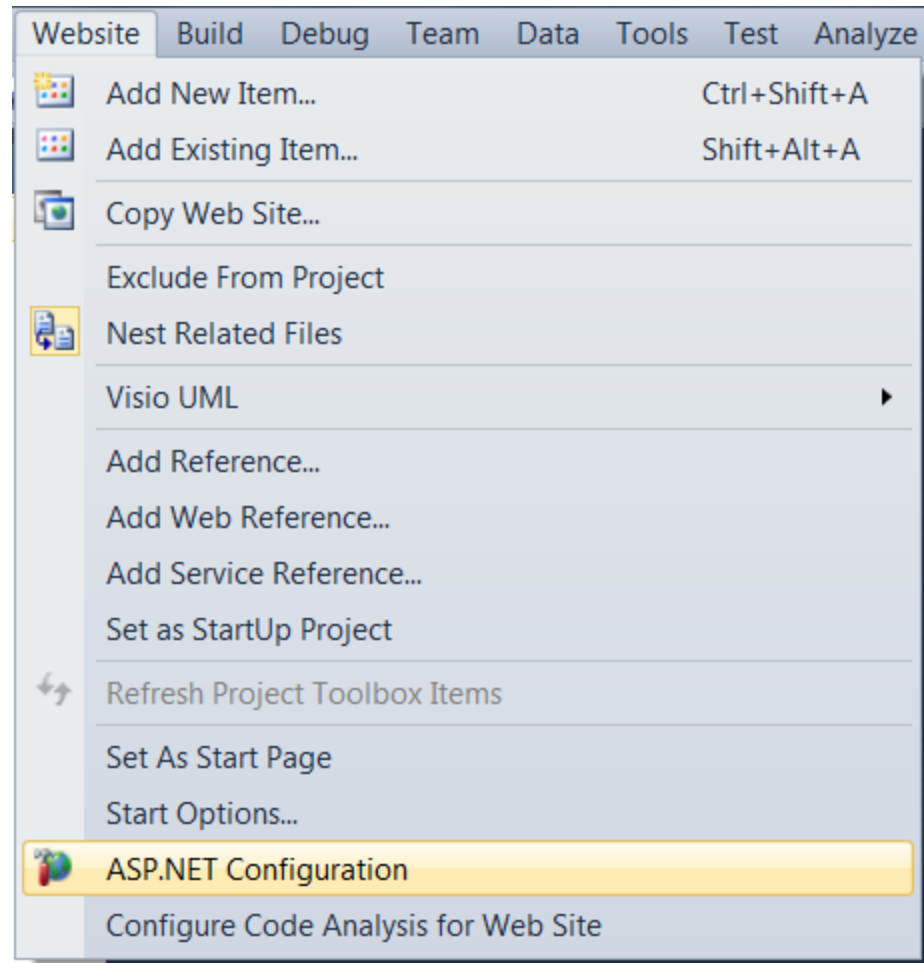 Website Build Debug Team Data Tools Test Analyze
Add New Item... Ctrl+Shift+A
Add Existing Item... Shift+Alt+A
Copy Web Site...
Exclude From Project
Nest Related Files
Visio UML
Add Reference...
Add Web Reference...
Add Service Reference...
Set as StartUp Project
Refresh Project Toolbox Items
Set As Start Page
Start Options...
ASP.NET Configuration
Configure Code Analysis for Web Site